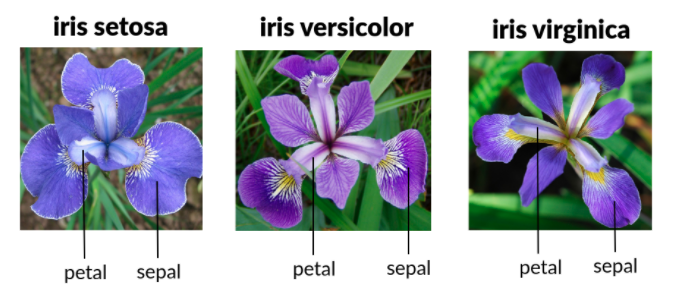 iris setosa
iris versicolor
iris virginica
petal
sepal
petal
sepal
petal
sepal